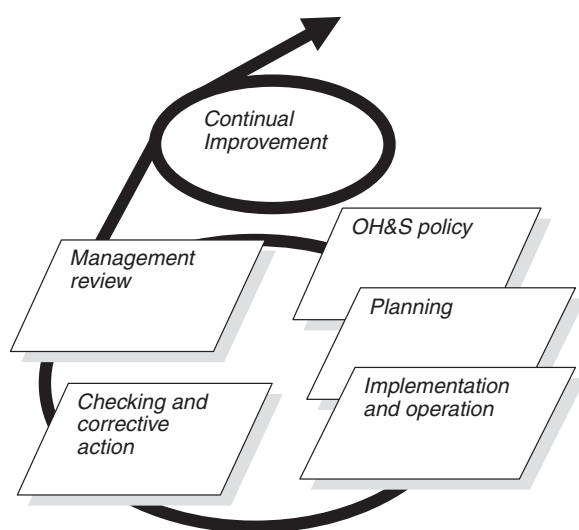 Continual
Improvement
OH&S policy
Management
review
Planning
Implementation
and operation
Checking and
corrective
action